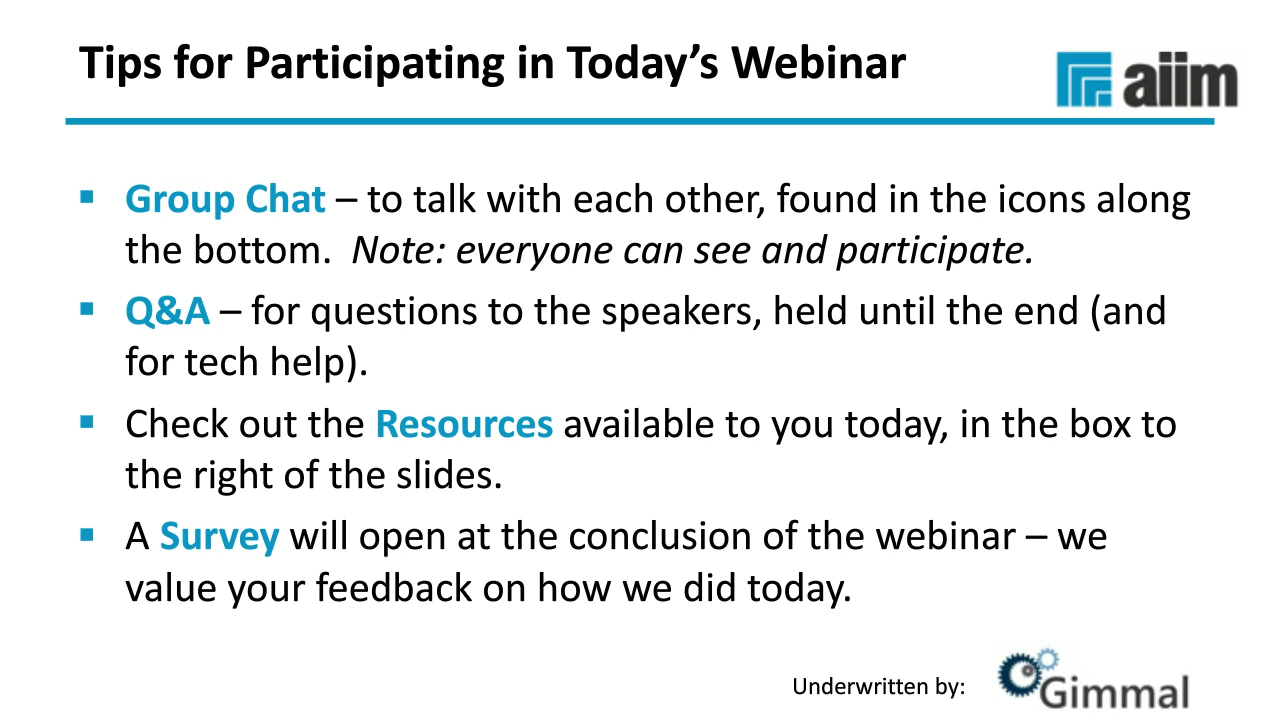 Tips for Participating in Today’s Webinar
aiim
▪ Group Chat – to talk with each other, found in the icons along
the bottom.  Note: everyone can see and participate.
▪ Q&A – for questions to the speakers, held until the end (and
for tech help).
▪ Check out the Resources available to you today, in the box to
the right of the slides.
▪ A Survey will open at the conclusion of the webinar – we
value your feedback on how we did today.
Underwritten by:
Gimmal